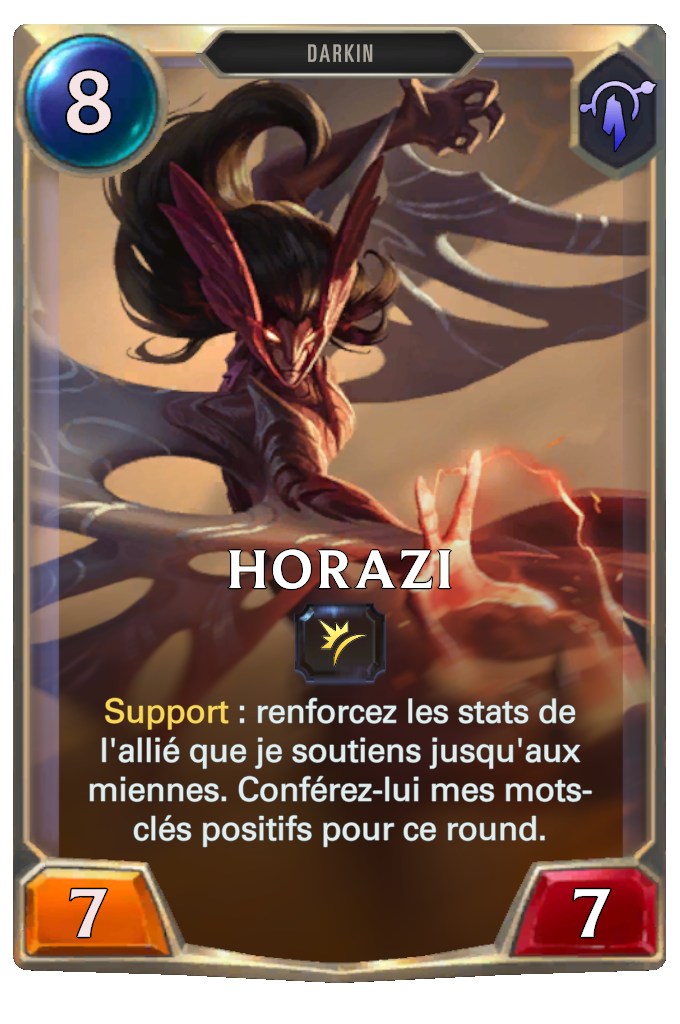 8
DARKIN
HORAZI
Support : renforcez les stats de
l'allié que je soutiens jusqu'aux
miennes. Conférez-lui mes mots-
clés positifs pour ce round.
7
7